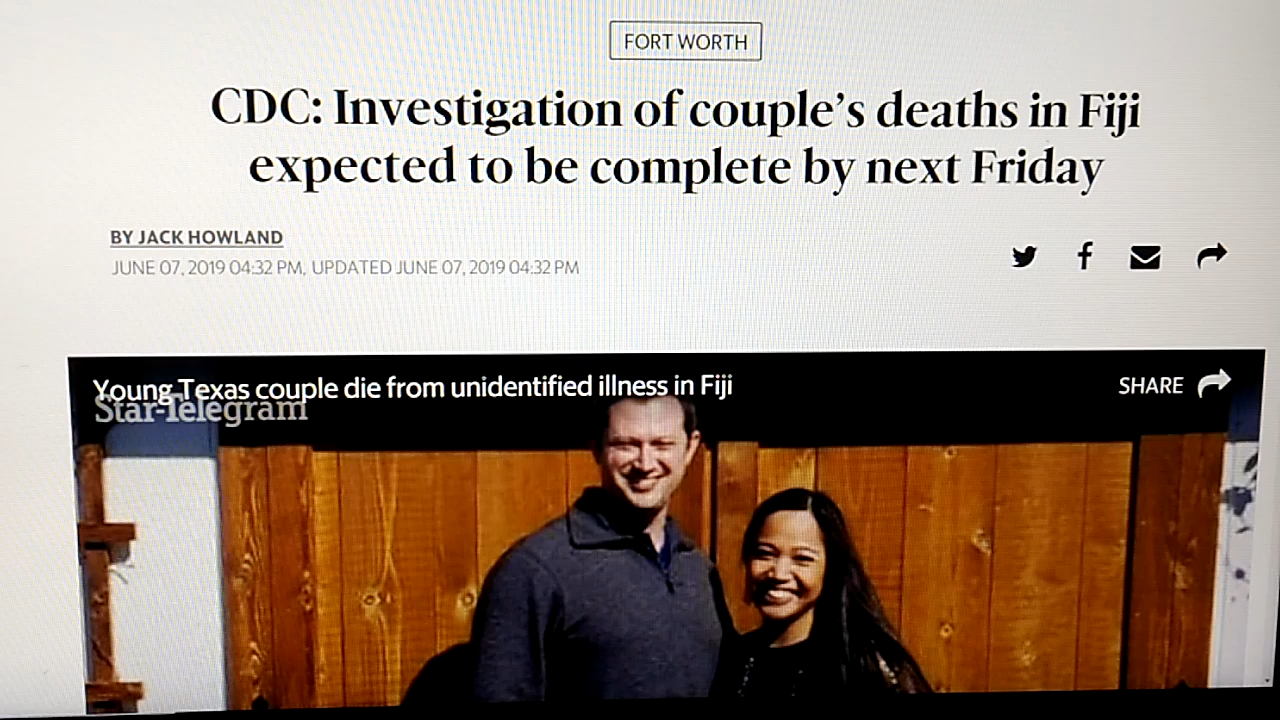 FORT WORTH
CDC: Investigation of couple's deaths in Fiji
expected to be complete by next Friday
BY JACK HOWLAND
JUNE 07, 2019 04:32 PM, UPDATED JUNE 07, 2019 04:32 PM
Young Texas couple die from unidentified illness in Fiji
SHARE
Star-Telegram